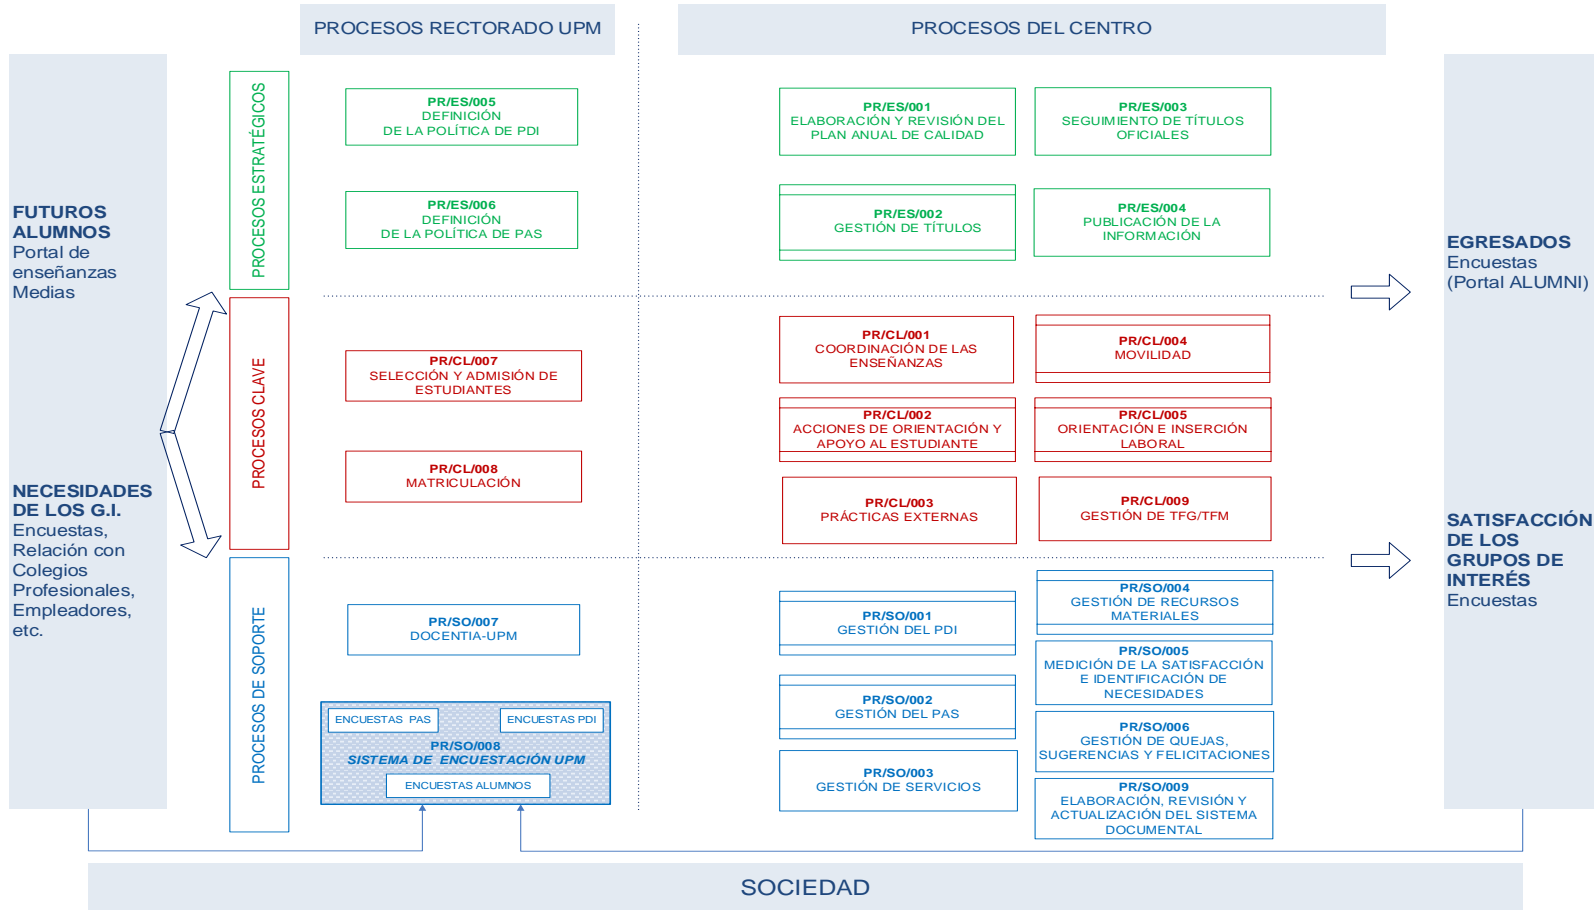 PROCESOS RECTORADO UPM
PROCESOS DEL CENTRO
FUTUROS
ALUMNOS
Portal de
enseñanzas
Medias
NECESIDADES
DE LOS G.I.
Encuestas,
Relación con
Colegios
Profesionales,
Empleadores,
etc.
PROCESOS ESTRATÉGICOS
PR/ES/005
DEFINICIÓN
DE LA POLÍTICA DE PDI
PR/ES/006
DEFINICIÓN
DE LA POLÍTICA DE PAS
PR/ES/001
ELABORACIÓN Y REVISIÓN DEL
PLAN ANUAL DE CALIDAD
PR/ES/003
SEGUIMIENTO DE TÍTULOS
OFICIALES
PR/ES/002
GESTIÓN DE TÍTULOS
PR/ES/004
PUBLICACIÓN DE LA
INFORMACIÓN
PROCESOS CLAVE
PR/CL/007
SELECCIÓN Y ADMISIÓN DE
ESTUDIANTES
PR/CL/008
MATRICULACIÓN
PR/CL/001
COORDINACIÓN DE LAS
ENSEÑANZAS
PR/CL/004
MOVILIDAD
PR/CL/002
ACCIONES DE ORIENTACIÓN Y
APOYO AL ESTUDIANTE
PR/CL/005
ORIENTACIÓN E INSERCIÓN
LABORAL
PR/CL/003
PRÁCTICAS EXTERNAS
PR/CL/009
GESTIÓN DE TFG/TFM
PROCESOS DE SOPORTE
PR/SO/007
DOCENTIA-UPM
ENCUESTAS PAS
ENCUESTAS PDI
PR/SO/008
SISTEMA DE ENCUESTACIÓN UPM
ENCUESTAS ALUMNOS
PR/SO/001
GESTIÓN DEL PDI
PR/SO/004
GESTIÓN DE RECURSOS
MATERIALES
PR/SO/005
MEDICIÓN DE LA SATISFACCIÓN
E IDENTIFICACIÓN DE
NECESIDADES
PR/SO/002
GESTIÓN DEL PAS
PR/SO/006
GESTIÓN DE QUEJAS,
SUGERENCIAS Y FELICITACIONES
PR/SO/003
GESTIÓN DE SERVICIOS
PR/SO/009
ELABORACIÓN, REVISIÓN Y
ACTUALIZACIÓN DEL SISTEMA
DOCUMENTAL
EGRESADOS
Encuestas
(Portal ALUMNI)
SATISFACCIÓN
DE LOS
GRUPOS DE
INTERÉS
Encuestas
SOCIEDAD